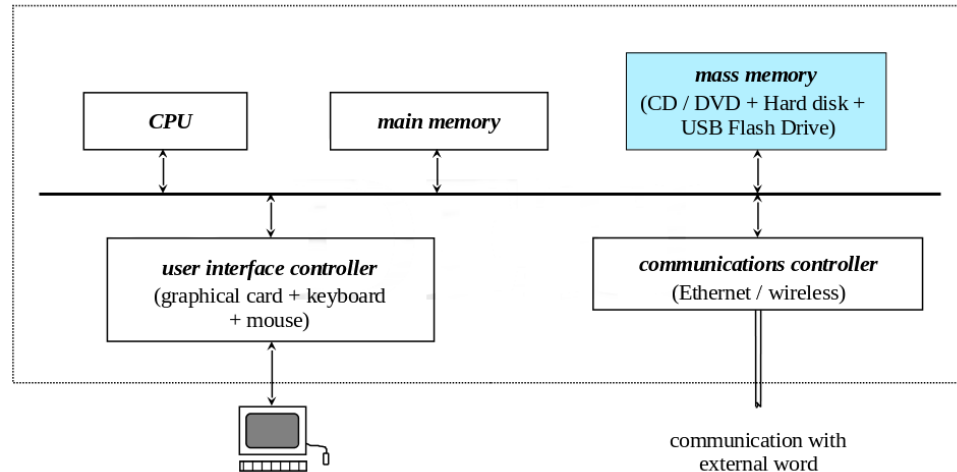 mass memory
(CD / DVD + Hard disk +
USB Flash Drive)
CPU
main memory
user interface controller
(graphical card + keyboard
+ mouse)
communications controller
(Ethernet / wireless)
communication with
external word